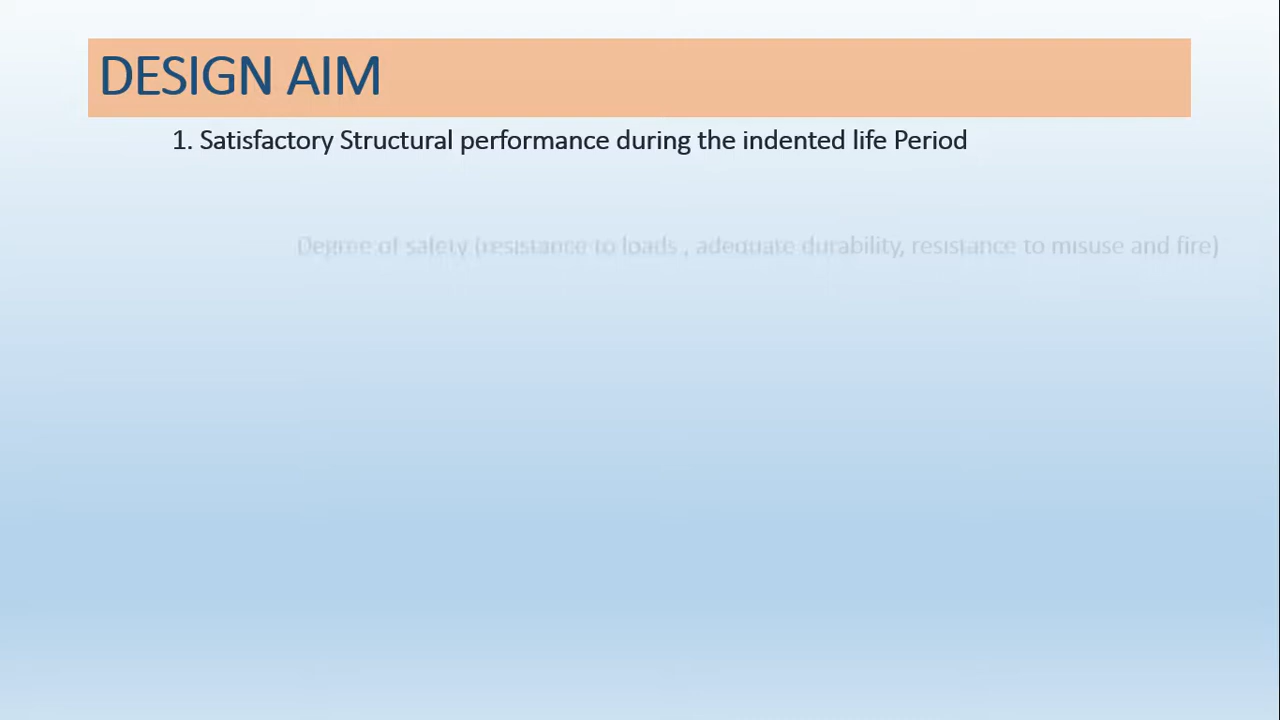 DESIGN AIM
1. Satisfactory Structural performance during the indented life Period
Degree of safety (resistance to loads , adequate durability, resistance to misuse and fire)